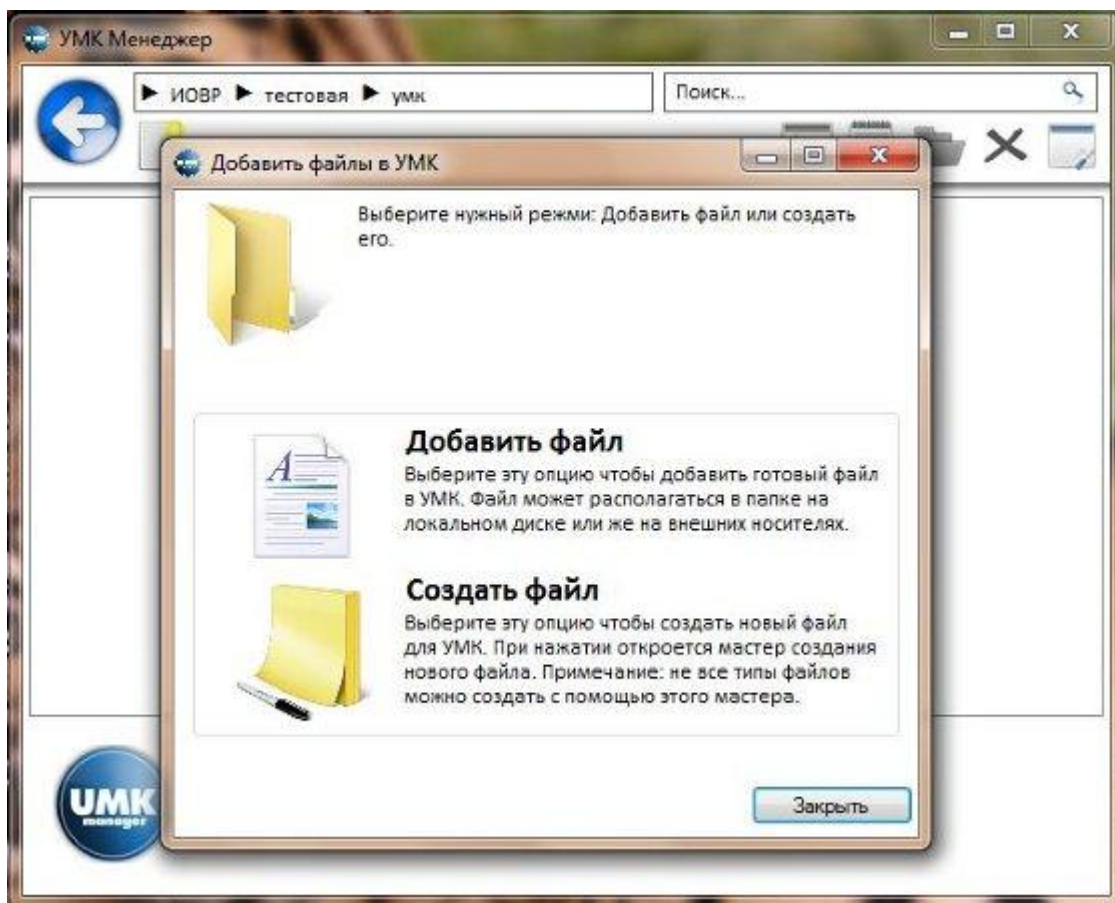 УМК Менеджер
ИОВР тестовая умк
Поиск...
Добавить файлы в УМК
Выберите нужный режми: Добавить файл или создать
его.
Добавить файл
Выберите эту опцию чтобы добавить готовый файл
в УМК. Файл может располагаться в папке на
локальном диске или же на внешних носителях.
Создать файл
Выберите эту опцию чтобы создать новый файл
для УМК. При нажатии откроется мастер создания
нового файла. Примечание: не все типы файлов
можно создать с помощью этого мастера.
Закрыть
UMK
manager